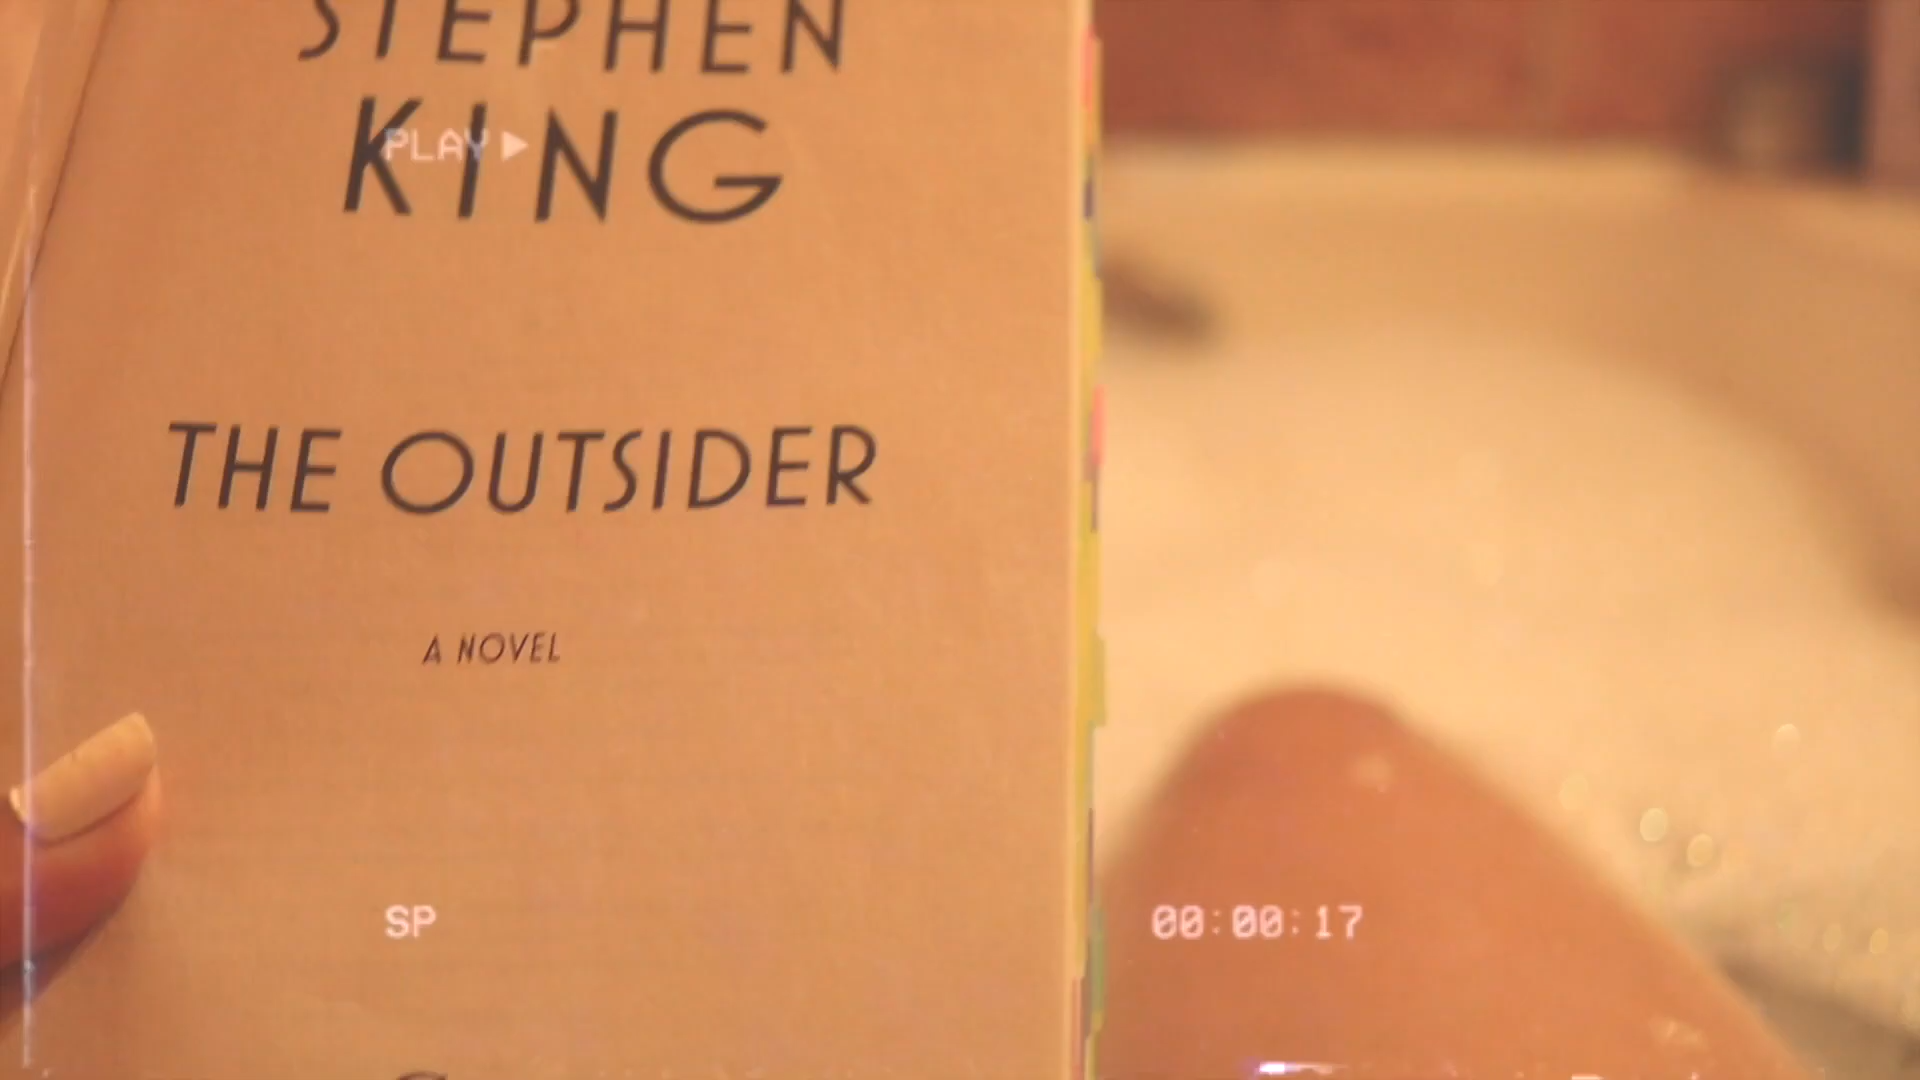 STEPHEN
KING
PLAY
THE OUTSIDER
A NOVEL
SP
00:00:17